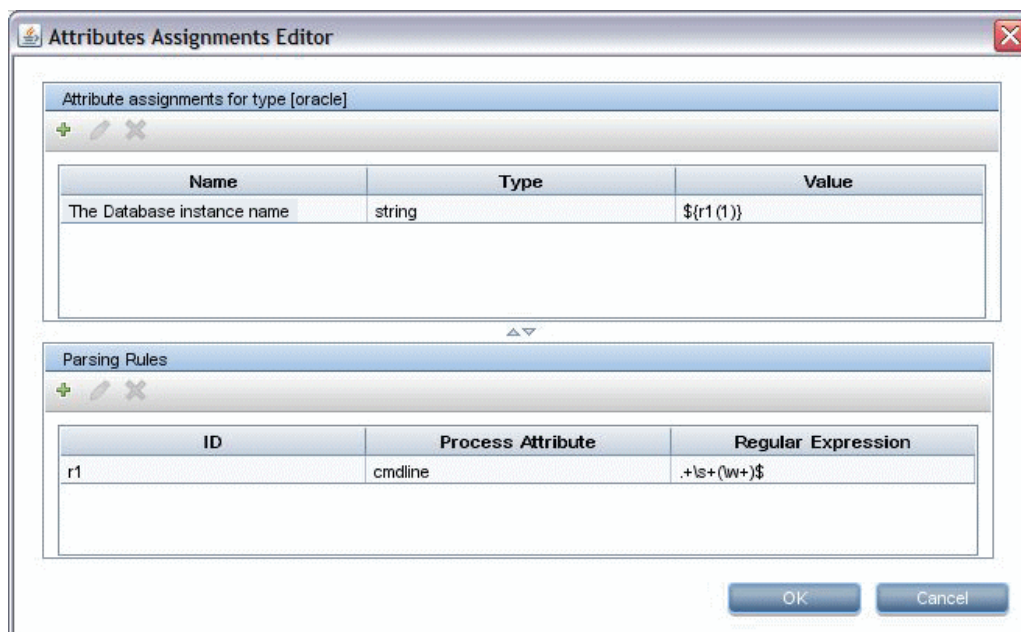 Attributes Assignments Editor
Attribute assignments for type [oracle]
Name Type Value
The Database instance name string ${r1(1)}
Parsing Rules
ID Process Attribute Regular Expression
r1 cmdline .+\s+(\w+)$
OK Cancel